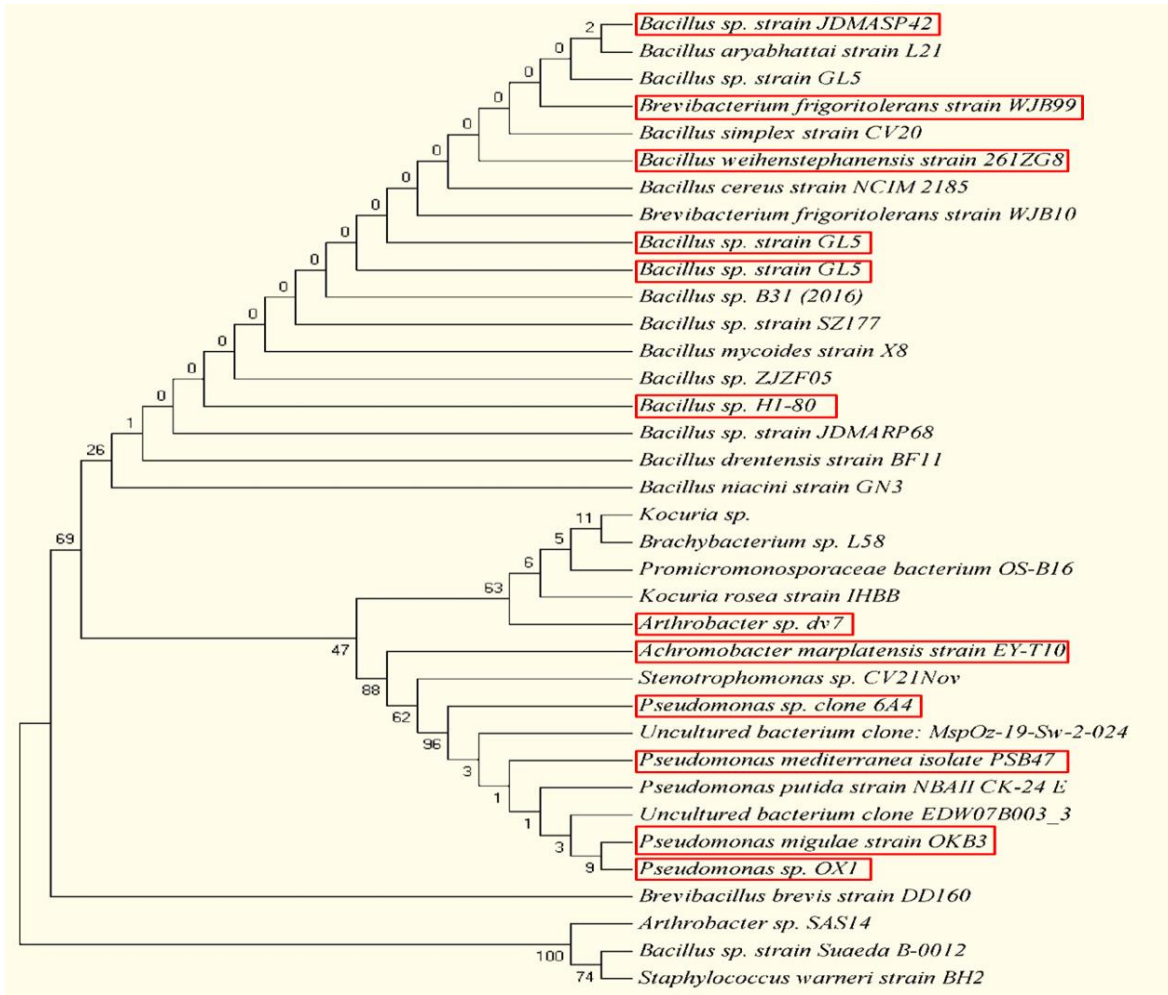 2
Bacillus sp. strain JDMASP42
0
Bacillus aryabhattai strain L21
0
Bacillus sp. strain GL5
0
Brevibacterium frigoritolerans strain WJB99
0
Bacillus simplex strain CV20
0
Bacillus weihenstephanensis strain 261ZG8
0
Bacillus cereus strain NCIM 2185
0
Brevibacterium frigoritolerans strain WJB10
0
Bacillus sp. strain GL5
0
Bacillus sp. strain GL5
0
Bacillus sp. B31 (2016)
0
Bacillus sp. strain SZ177
0
Bacillus mycoides strain X8
0
Bacillus sp. ZJZF05
0
Bacillus sp. H1-80
1
Bacillus sp. strain JDMARP68
26
Bacillus drentensis strain BF11
Bacillus niacini strain GN3
69
11
Kocuria sp.
5
Brachybacterium sp. L58
6
Promicromonosporaceae bacterium OS-B16
63
Kocuria rosea strain IHBB
Arthrobacter sp. dv7
47
Achromobacter marplatensis strain EY-T10
88
Stenotrophomonas sp. CV21Nov
62
Pseudomonas sp. clone 6A4
96
Uncultured bacterium clone: MspOz-19-Sw-2-024
3
Pseudomonas mediterranea isolate PSB47
1
Pseudomonas putida strain NBAII CK-24 E
1
Uncultured bacterium clone EDW07B003_3
3
Pseudomonas migulae strain OKB3
9
Pseudomonas sp. OX1
Brevibacillus brevis strain DD160
Arthrobacter sp. SAS14
100
Bacillus sp. strain Suaeda B-0012
74
Staphylococcus warneri strain BH2